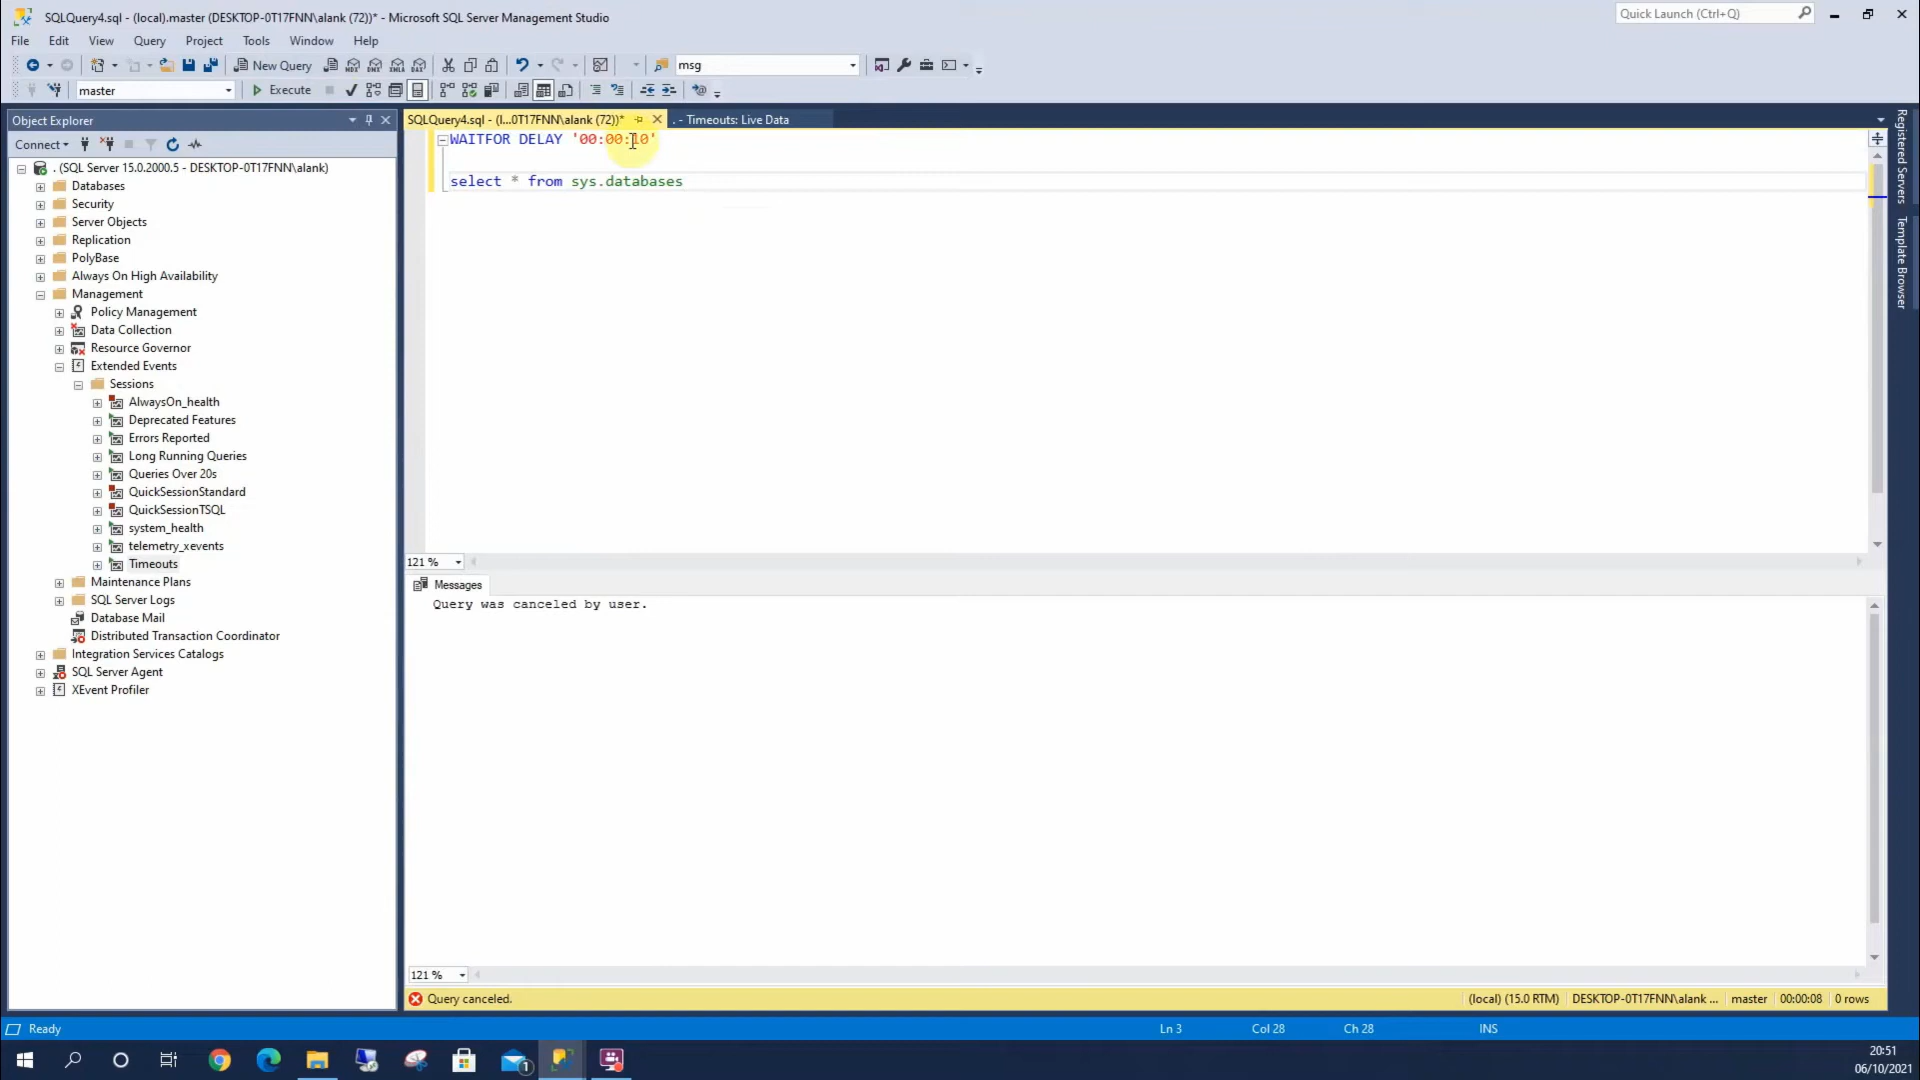 SQLQuery4.sql - (local).master (DESKTOP-0T17FNN\alank (72))* - Microsoft SQL Server Management Studio
Quick Launch (Ctrl+Q)
File Edit View Query Project Tools Window Help
New Query
MDX DMX XMLA DAX
msg
master
Execute
Object Explorer
SQLQuery4.sql - (l...0T17FNN\alank (72))*
. - Timeouts: Live Data
Connect
WAITFOR DELAY '00:00:10'
select * from sys.databases
. (SQL Server 15.0.2000.5 - DESKTOP-0T17FNN\alank)
Databases
Security
Server Objects
Replication
PolyBase
Always On High Availability
Management
Policy Management
Data Collection
Resource Governor
Extended Events
Sessions
AlwaysOn_health
Deprecated Features
Errors Reported
Long Running Queries
Queries Over 20s
QuickSessionStandard
QuickSessionTSQL
system_health
telemetry_xevents
Timeouts
Maintenance Plans
SQL Server Logs
Database Mail
Distributed Transaction Coordinator
Integration Services Catalogs
SQL Server Agent
XEvent Profiler
Registered Servers
Template Browser
121 %
Messages
Query was canceled by user.
121 %
Query canceled.
(local) (15.0 RTM) DESKTOP-0T17FNN\alank ... master 00:00:08 0 rows
Ready
Ln 3 Col 28 Ch 28 INS
1
20:51
06/10/2021